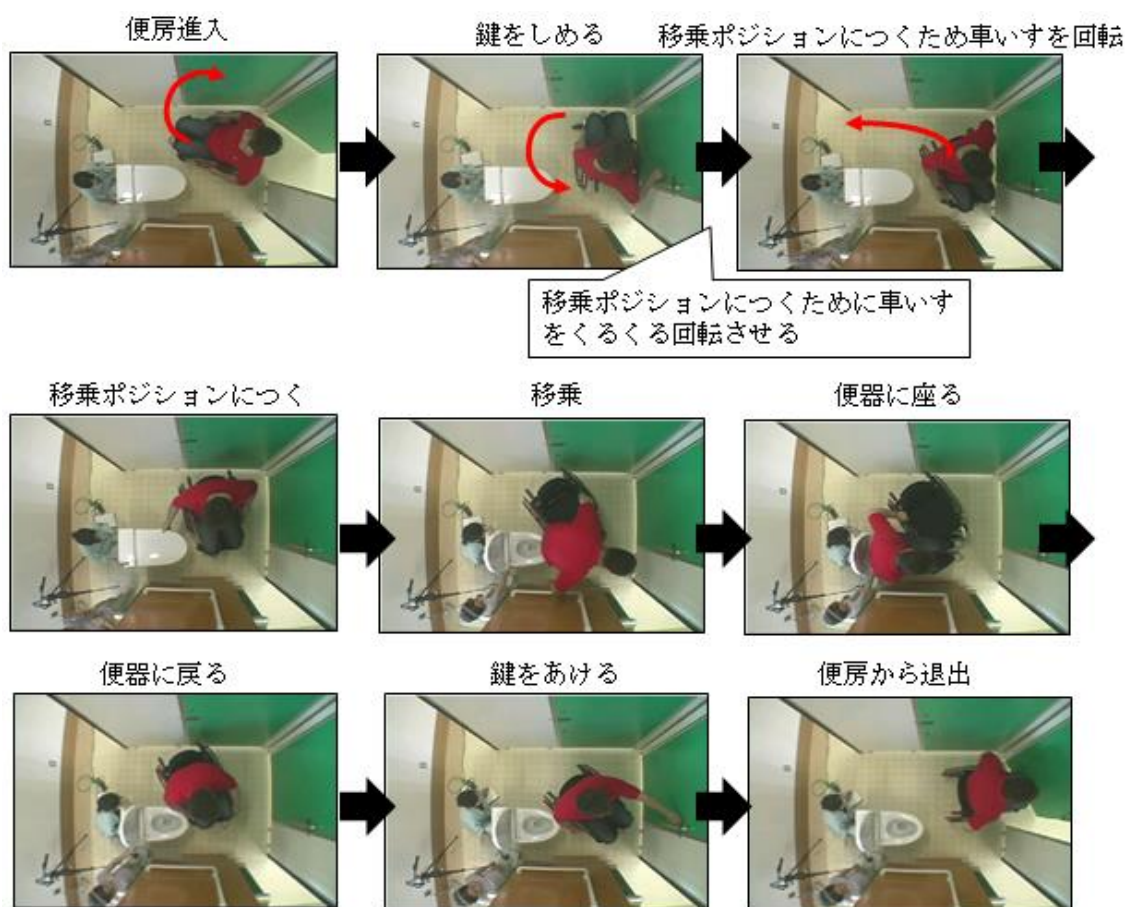 便房進入
鍵をしめる
移乗ポジションにつくため車いすを回転
移乗ポジションにつくために車いす
をくるくる回転させる
移乗ポジションにつく
移乗
便器に座る
便器に戻る
鍵をあける
便房から退出